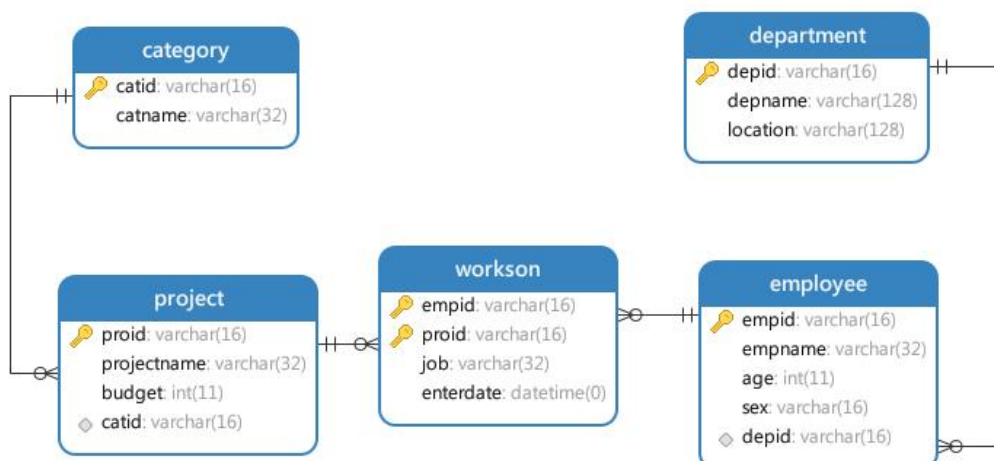 category
catid: varchar(16)
catname: varchar(32)
department
depid: varchar(16)
depname: varchar(128)
location: varchar(128)
project
proid: varchar(16)
projectname: varchar(32)
budget: int(11)
catid: varchar(16)
workson
empid: varchar(16)
proid: varchar(16)
job: varchar(32)
enterdate: datetime(0)
employee
empid: varchar(16)
empname: varchar(32)
age: int(11)
sex: varchar(16)
depid: varchar(16)